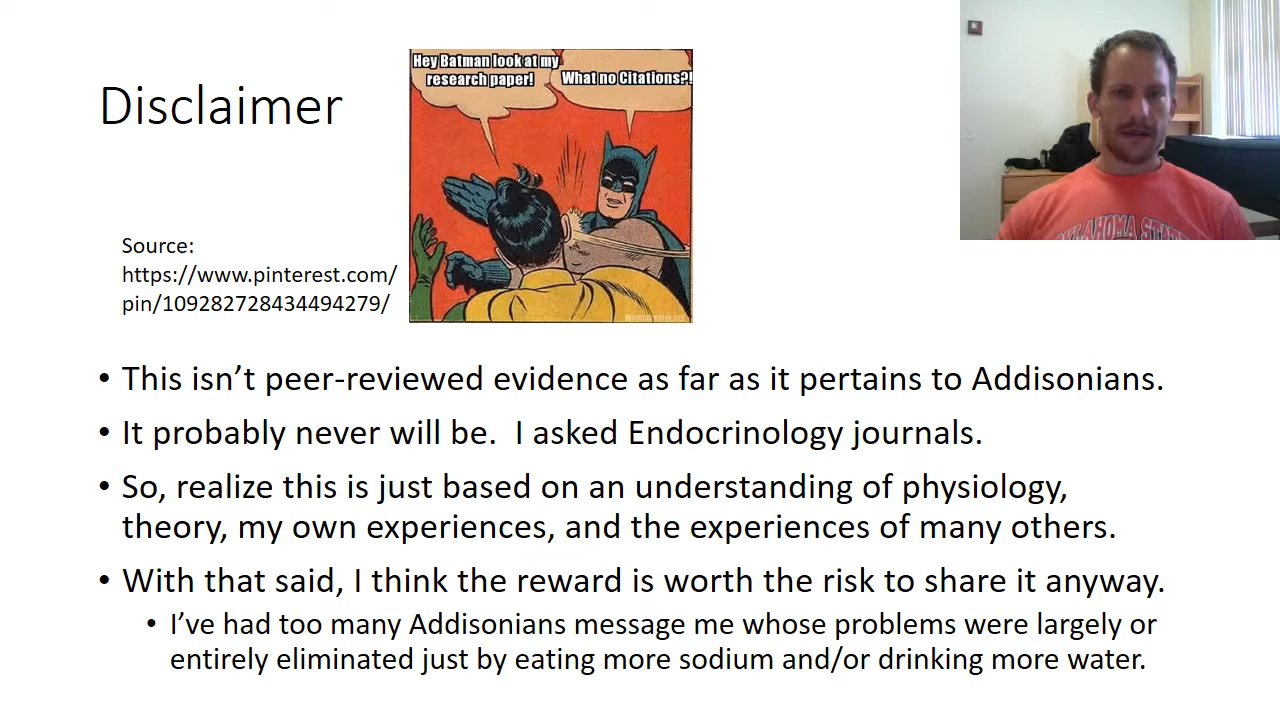 Disclaimer
Hey Batman look at my
research paper!
What no Citations?!
Source:
https://www.pinterest.com/
pin/109282728434494279/
• This isn’t peer-reviewed evidence as far as it pertains to Addisonians.
• It probably never will be.  I asked Endocrinology journals.
• So, realize this is just based on an understanding of physiology,
theory, my own experiences, and the experiences of many others.
• With that said, I think the reward is worth the risk to share it anyway.
• I’ve had too many Addisonians message me whose problems were largely or
entirely eliminated just by eating more sodium and/or drinking more water.